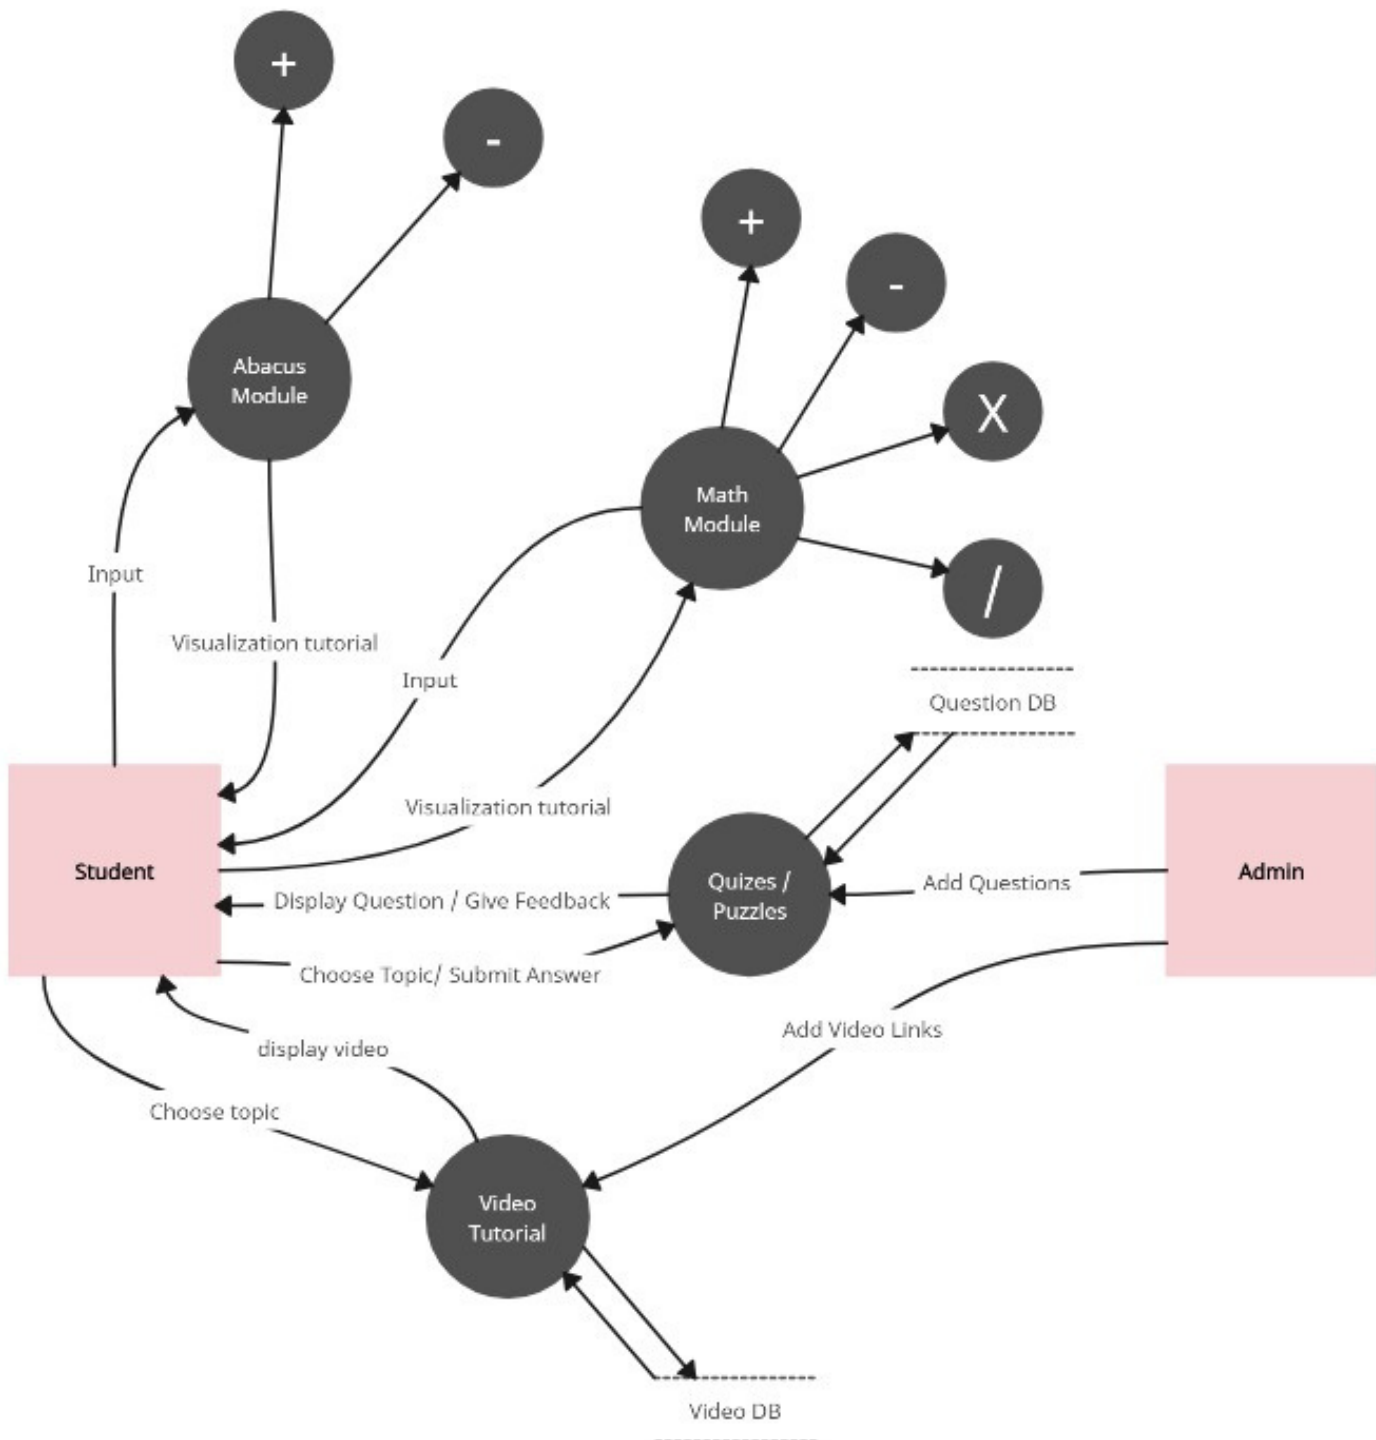 +
-
+
-
Abacus
Module
X
Math
Module
Input
/
Visualization tutorial
Input
Question DB
Visualization tutorial
Student
Quizes /
Puzzles
Add Questions
Admin
Display Question / Give Feedback
Choose Topic/ Submit Answer
Add Video Links
display video
Choose topic
Video
Tutorial
Video DB